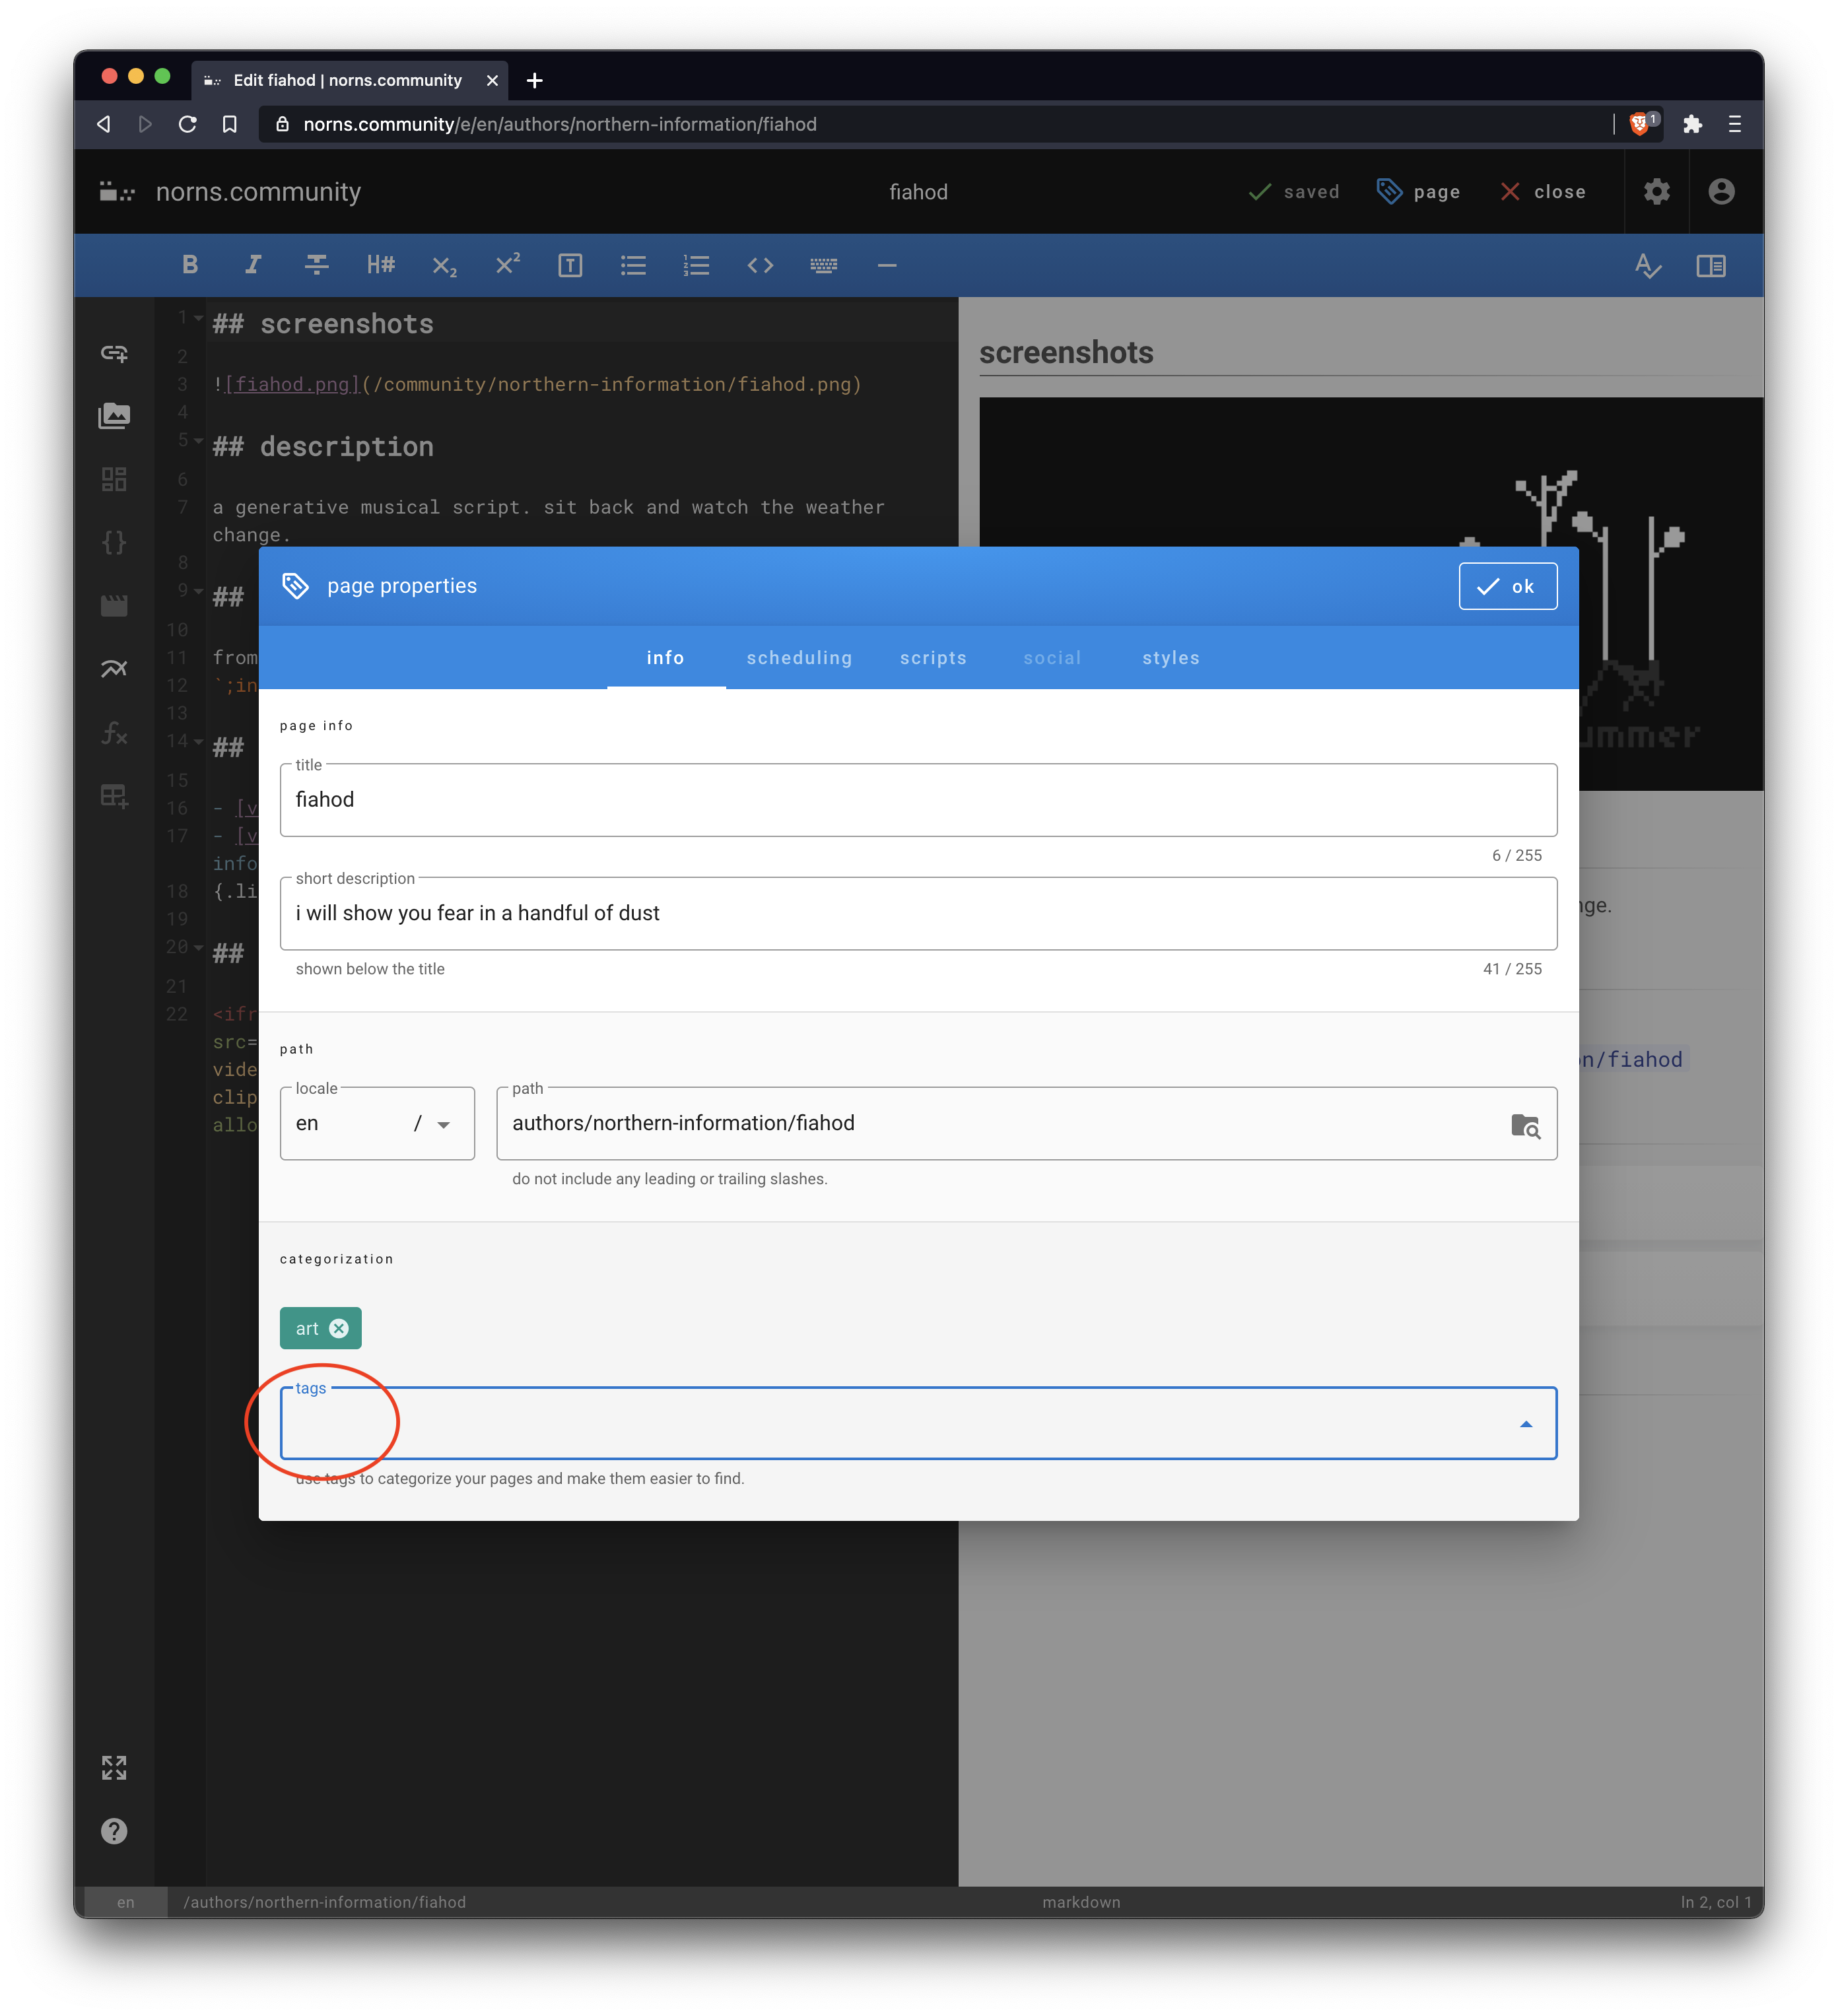 Edit fiahod | norns.community
norns.community/e/en/authors/northern-information/fiahod
1
norns.community
fiahod
saved
page
close
B I H# X2 X2 T
1 ## screenshots
2
3 ![fiahod.png](/community/northern-information/fiahod.png)
4
5 ## description
6
7 a generative musical script. sit back and watch the weather
change.
8
9 ##
10
11 from
12 `;in
13
14 ##
15
16 - [v
17 - [v
info
18 {.li
19
20 ##
21
22 <ifr
src=
vide
clip
allo
screenshots
ummer
nge.
n/fiahod
page properties
ok
info
scheduling
scripts
social
styles
page info
title
fiahod
6 / 255
short description
i will show you fear in a handful of dust
shown below the title
41 / 255
path
locale
en /
path
authors/northern-information/fiahod
do not include any leading or trailing slashes.
categorization
art
tags
use tags to categorize your pages and make them easier to find.
en
/authors/northern-information/fiahod
markdown
ln 2, col 1